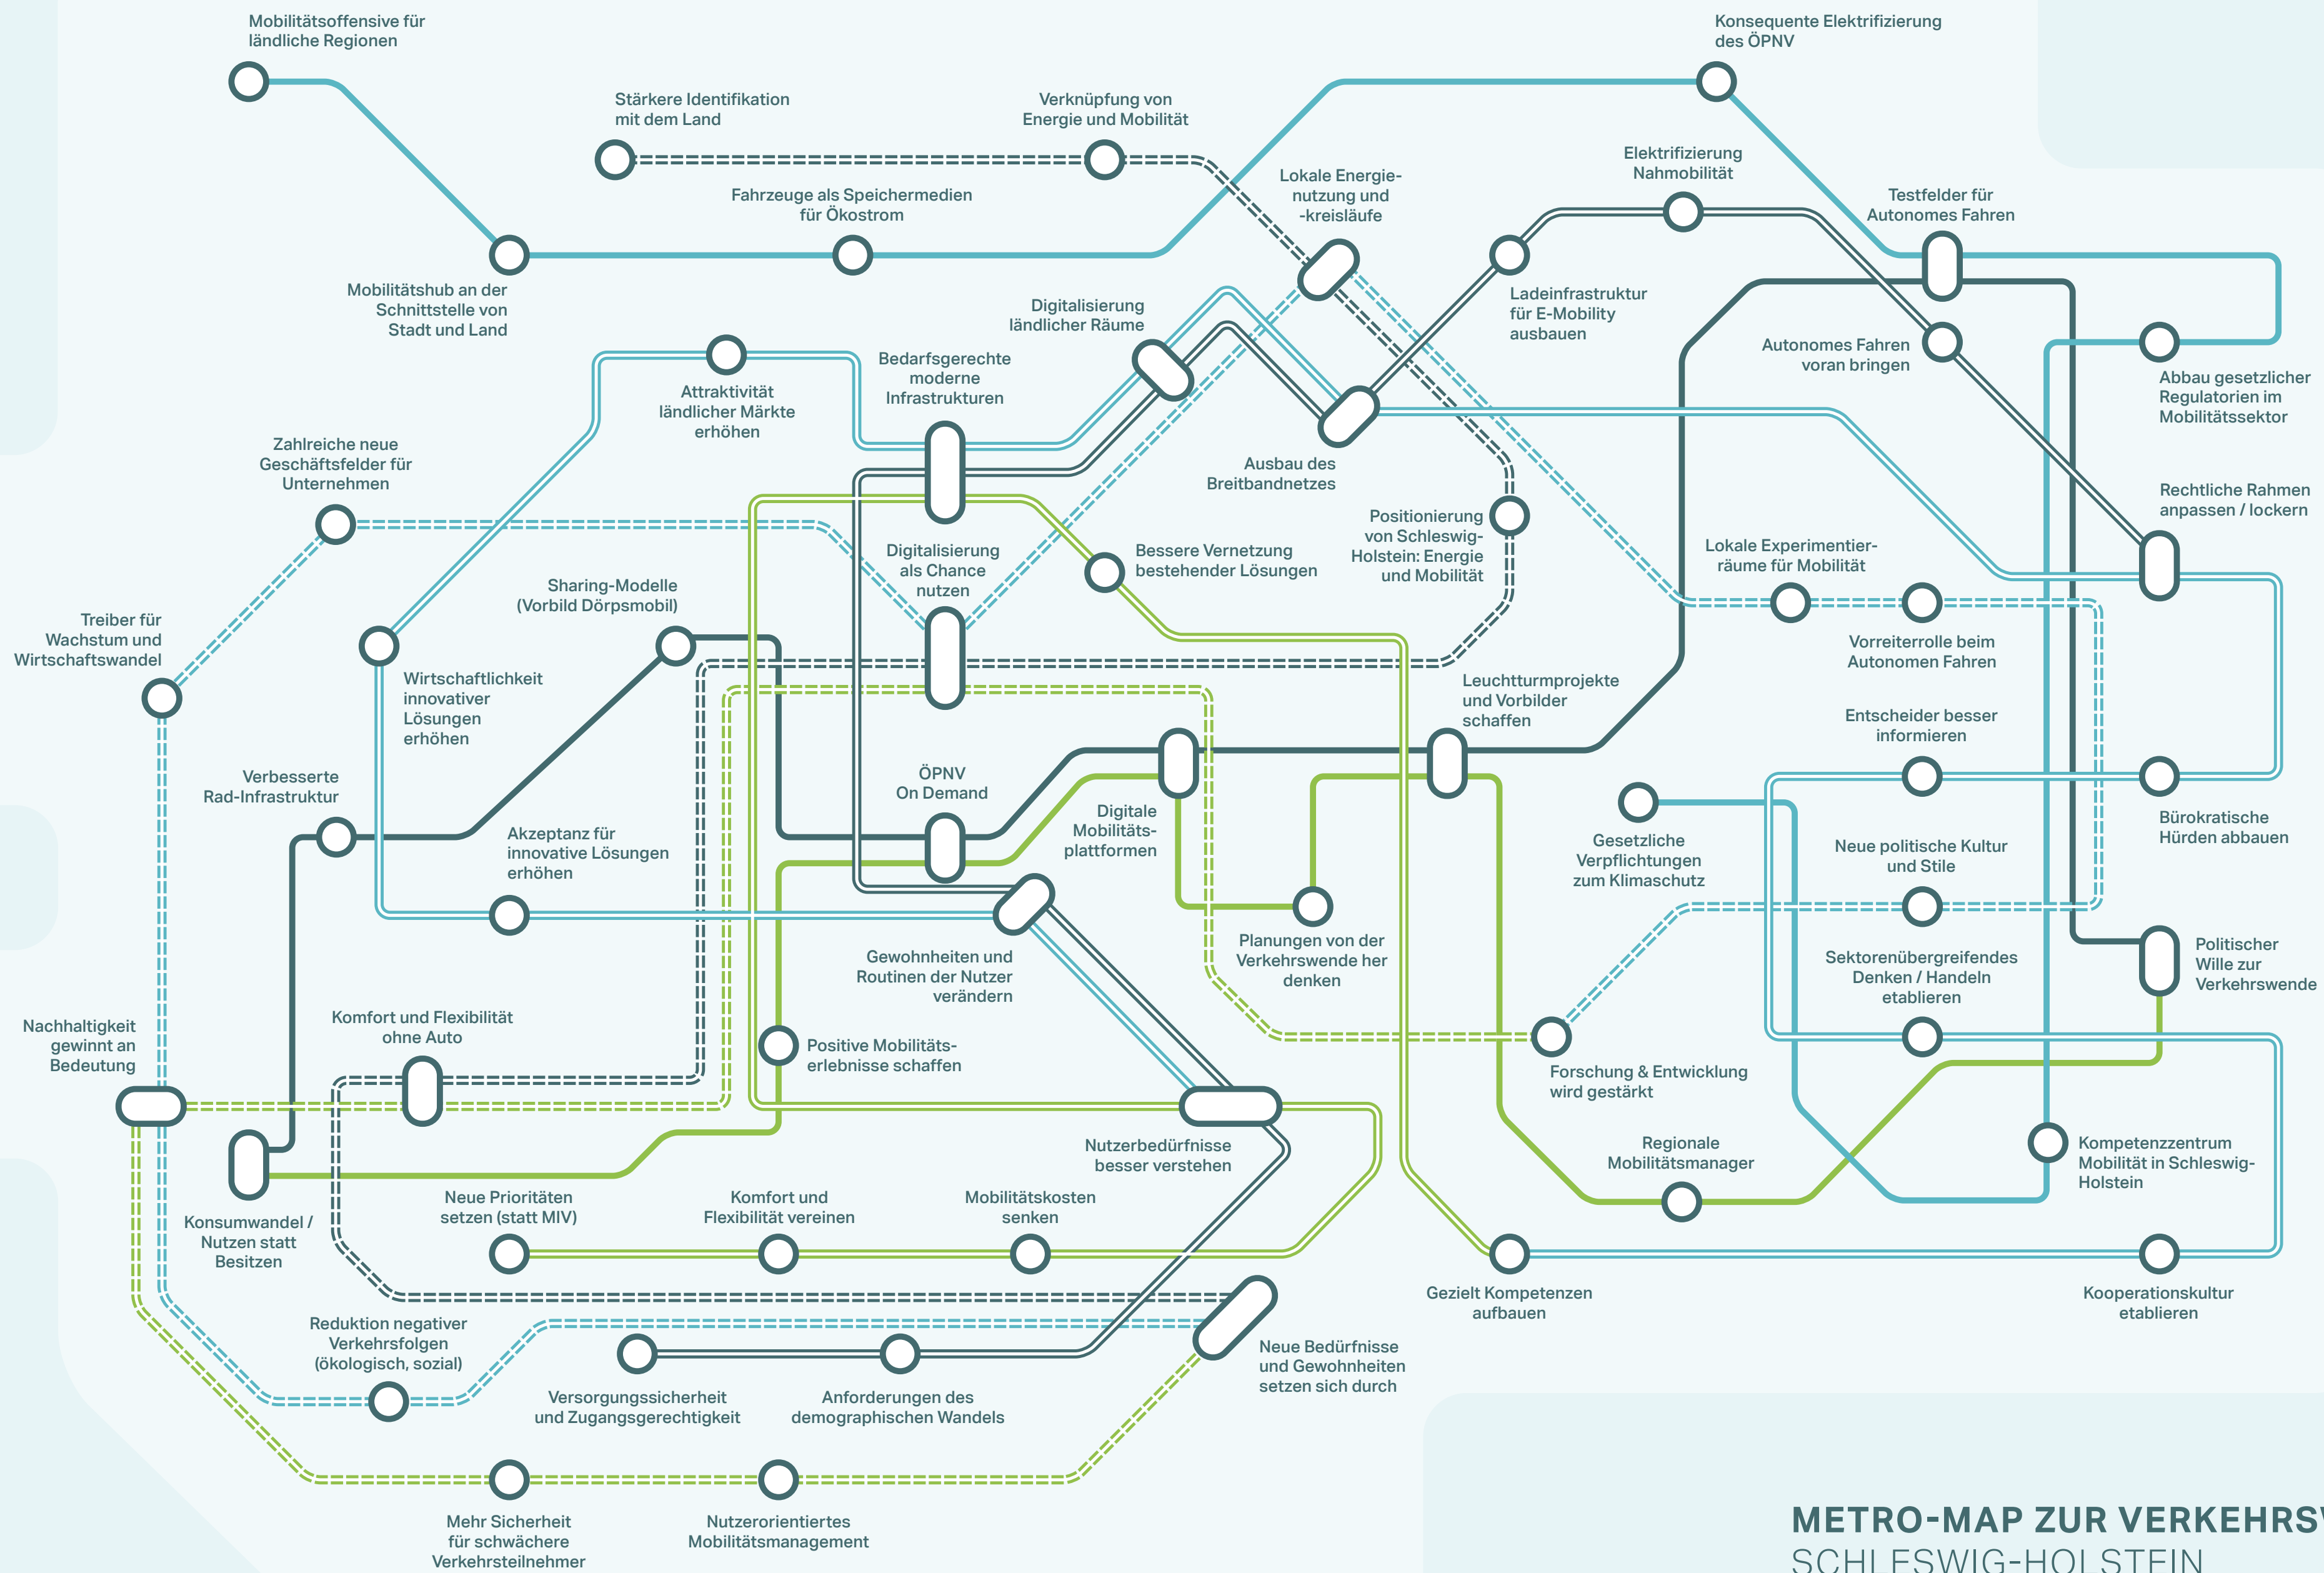 Mobilitätsoffensive für
ländliche Regionen
Konsequente Elektrifizierung
des ÖPNV
Stärkere Identifikation
mit dem Land
Verknüpfung von
Energie und Mobilität
Elektrifizierung
Nahmobilität
Lokale Energie-
nutzung und
-kreisläufe
Fahrzeuge als Speichermedien
für Ökostrom
Testfelder für
Autonomes Fahren
Mobilitätshub an der
Schnittstelle von
Stadt und Land
Digitalisierung
ländlicher Räume
Ladeinfrastruktur
für E-Mobility
ausbauen
Autonomes Fahren
voran bringen
Bedarfsgerechte
moderne
Infrastrukturen
Attraktivität
ländlicher Märkte
erhöhen
Abbau gesetzlicher
Regulatorien im
Mobilitätssektor
Zahlreiche neue
Geschäftsfelder für
Unternehmen
Ausbau des
Breitbandnetzes
Rechtliche Rahmen
anpassen / lockern
Positionierung
von Schleswig-
Holstein: Energie
und Mobilität
Digitalisierung
als Chance
nutzen
Bessere Vernetzung
bestehender Lösungen
Lokale Experimentier-
räume für Mobilität
Sharing-Modelle
(Vorbild Dörpsmobil)
Treiber für
Wachstum und
Wirtschaftswandel
Vorreiterrolle beim
Autonomen Fahren
Wirtschaftlichkeit
innovativer
Lösungen
erhöhen
Leuchtturmprojekte
und Vorbilder
schaffen
Entscheider besser
informieren
Verbesserte
Rad-Infrastruktur
ÖPNV
On Demand
Digitale
Mobilitäts-
plattformen
Bürokratische
Hürden abbauen
Akzeptanz für
innovative Lösungen
erhöhen
Gesetzliche
Verpflichtungen
zum Klimaschutz
Neue politische Kultur
und Stile
Planungen von der
Verkehrswende her
denken
Gewohnheiten und
Routinen der Nutzer
verändern
Sektorenübergreifendes
Denken / Handeln
etablieren
Politischer
Wille zur
Verkehrswende
Komfort und Flexibilität
ohne Auto
Nachhaltigkeit
gewinnt an
Bedeutung
Positive Mobilitäts-
erlebnisse schaffen
Forschung & Entwicklung
wird gestärkt
Nutzerbedürfnisse
besser verstehen
Regionale
Mobilitätsmanager
Kompetenzzentrum
Mobilität in Schleswig-
Holstein
Konsumwandel /
Nutzen statt
Besitzen
Neue Prioritäten
setzen (statt MIV)
Komfort und
Flexibilität vereinen
Mobilitätskosten
senken
Gezielt Kompetenzen
aufbauen
Kooperationskultur
etablieren
Reduktion negativer
Verkehrsfolgen
(ökologisch, sozial)
Neue Bedürfnisse
und Gewohnheiten
setzen sich durch
Versorgungssicherheit
und Zugangsgerechtigkeit
Anforderungen des
demographischen Wandels
Mehr Sicherheit
für schwächere
Verkehrsteilnehmer
Nutzerorientiertes
Mobilitätsmanagement
METRO-MAP ZUR
SCHLESWIG-HOLSTEIN